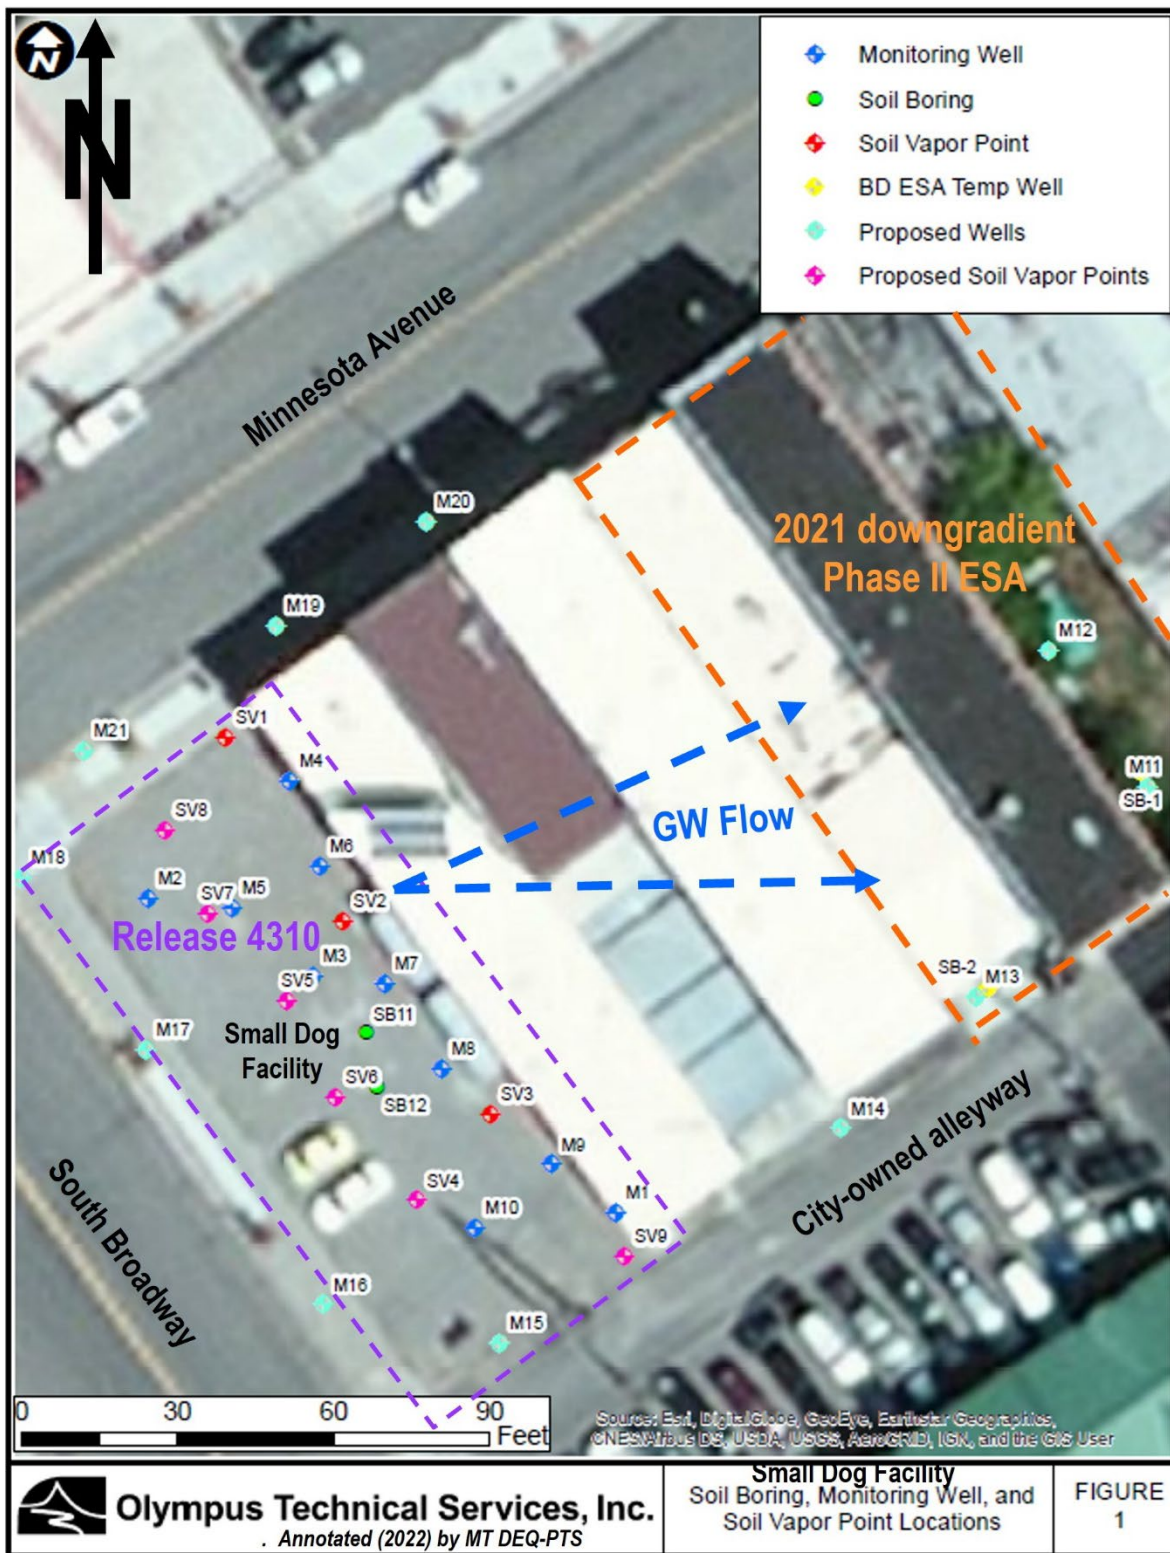 N
N
Monitoring Well
Soil Boring
Soil Vapor Point
BD ESA Temp Well
Proposed Wells
Proposed Soil Vapor Points
Minnesota Avenue
2021 downgradient
Phase II ESA
M20
M19
M12
M21
SV1
M4
M11
SB-1
SV8
GW Flow
M18
M6
M2
SV7
M5
SV2
Release 4310
M3
M7
SV5
SB-2
M13
SB11
M17
Small Dog
Facility
M8
SV6
SB12
SV3
M14
M9
City-owned alleyway
SV4
M10
M1
SV9
South Broadway
M16
M15
0 30 60 90
Feet
Source: Esri, DigitalGlobe, GeoEye, Earthstar Geographics,
CNES/Airbus DS, USDA, USGS, AeroGRID, IGN, and the GIS User
Olympus Technical Services, Inc.
. Annotated (2022) by MT DEQ-PTS
Small Dog Facility
Soil Boring, Monitoring Well, and
Soil Vapor Point Locations
FIGURE
1